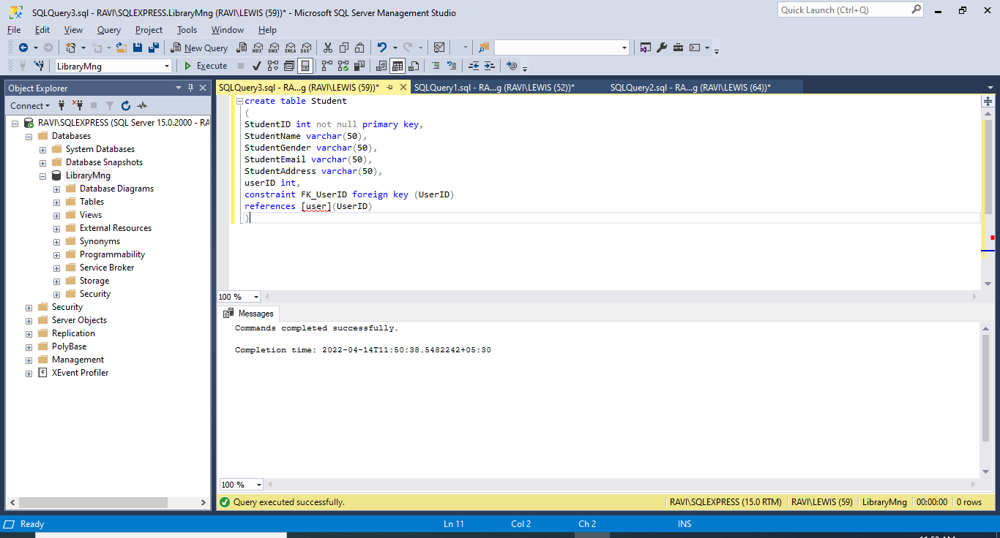 SQLQuery3.sql - RAVI\SQLEXPRESS.LibraryMng (RAVI\LEWIS (59))* - Microsoft SQL Server Management Studio
Quick Launch (Ctrl+Q)
File Edit View Query Project Tools Window Help
New Query MDX DMX XMLA DAX
LibraryMng Execute
Object Explorer
Connect
RAVI\SQLEXPRESS (SQL Server 15.0.2000 - RA
Databases
System Databases
Database Snapshots
LibraryMng
Database Diagrams
Tables
Views
External Resources
Synonyms
Programmability
Service Broker
Storage
Security
Security
Server Objects
Replication
PolyBase
Management
XEvent Profiler
SQLQuery3.sql - RA...g (RAVI\LEWIS (59))* SQLQuery1.sql - RA...g (RAVI\LEWIS (52))* SQLQuery2.sql - RA...g (RAVI\LEWIS (64))*
create table Student
(
StudentID int not null primary key,
StudentName varchar(50),
StudentGender varchar(50),
StudentEmail varchar(50),
StudentAddress varchar(50),
userID int,
constraint FK_UserID foreign key (UserID)
references [user](UserID)
)
100 %
Messages
Commands completed successfully.
Completion time: 2022-04-14T11:50:38.5482242+05:30
100 %
Query executed successfully. RAVI\SQLEXPRESS (15.0 RTM) RAVI\LEWIS (59) LibraryMng 00:00:00 0 rows
Ready Ln 11 Col 2 Ch 2 INS